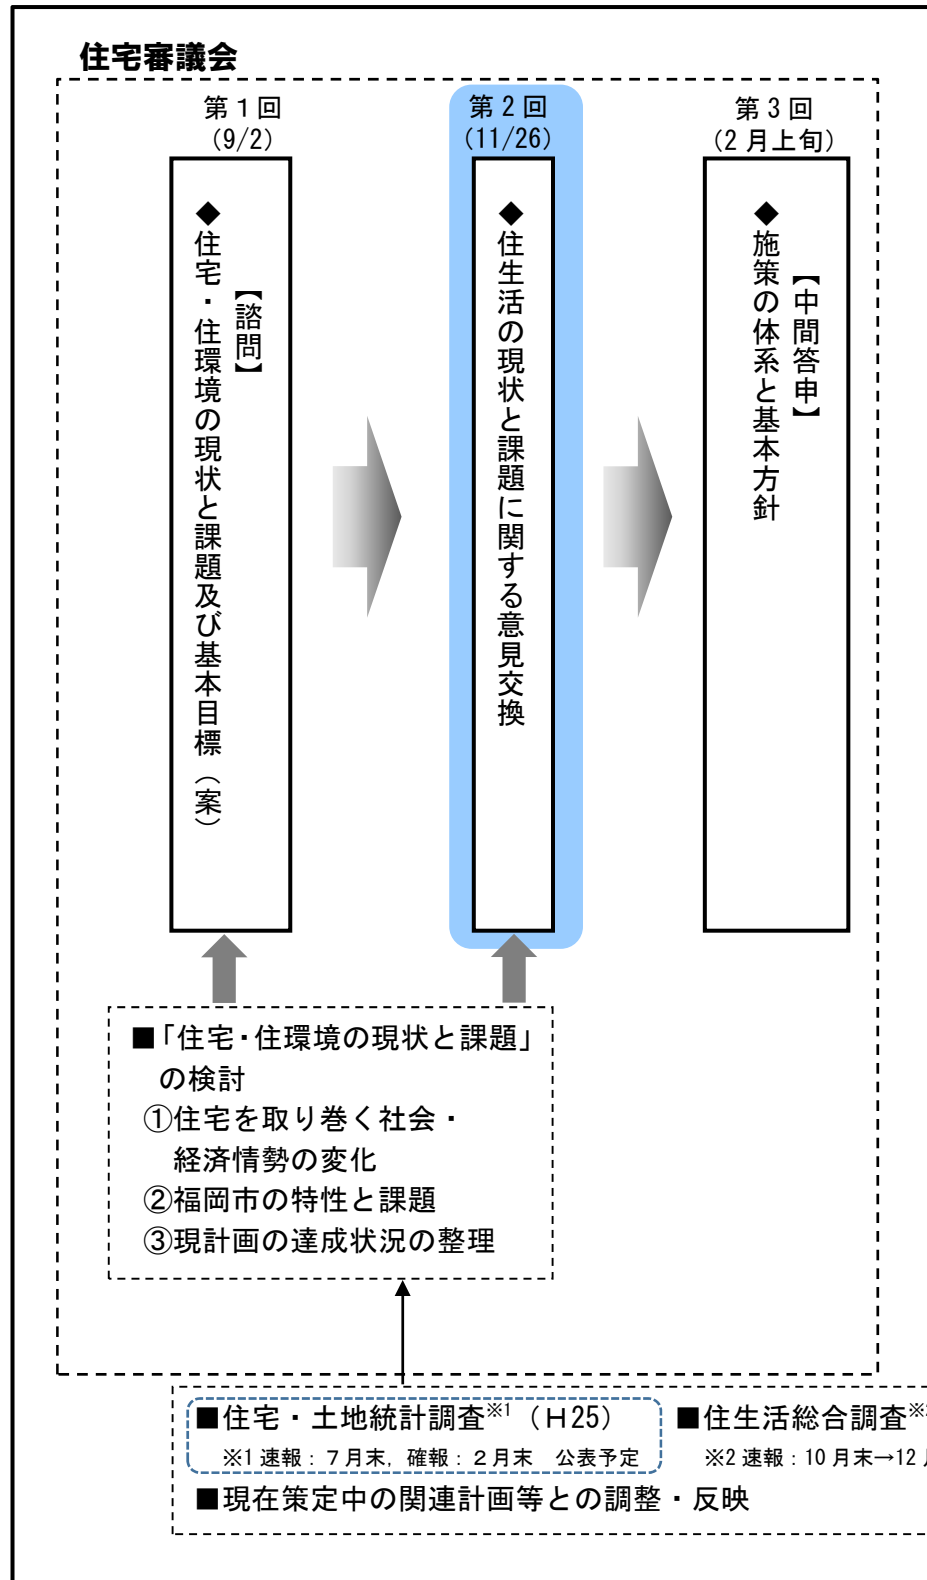 住宅審議会
第1回
(9/2)
【諮問】
◆住宅・住環境の現状と課題及び基本目標(案)
第2回
(11/26)
◆住生活の現状と課題に関する意見交換
第3回
(2月上旬)
【中間答申】
◆施策の体系と基本方針
■「住宅・住環境の現状と課題」
の検討
①住宅を取り巻く社会・
経済情勢の変化
②福岡市の特性と課題
③現計画の達成状況の整理
■住宅・土地統計調査※1(H25)
※1 速報:7月末,確報:2月末 公表予定
■住生活総合調査※
※2 速報:10月末→12
■現在策定中の関連計画等との調整・反映